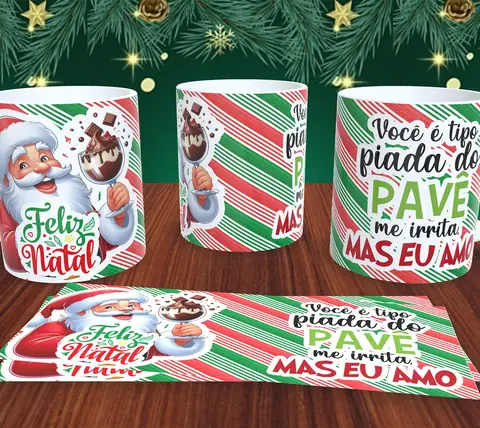 Feliz
Natal
Você é tipo
piada do
PAVÊ
me irrita,
MAS EU AMO
Feliz
Natal
Você é tipo
piada do
PAVÊ
me irrita,
MAS EU AMO